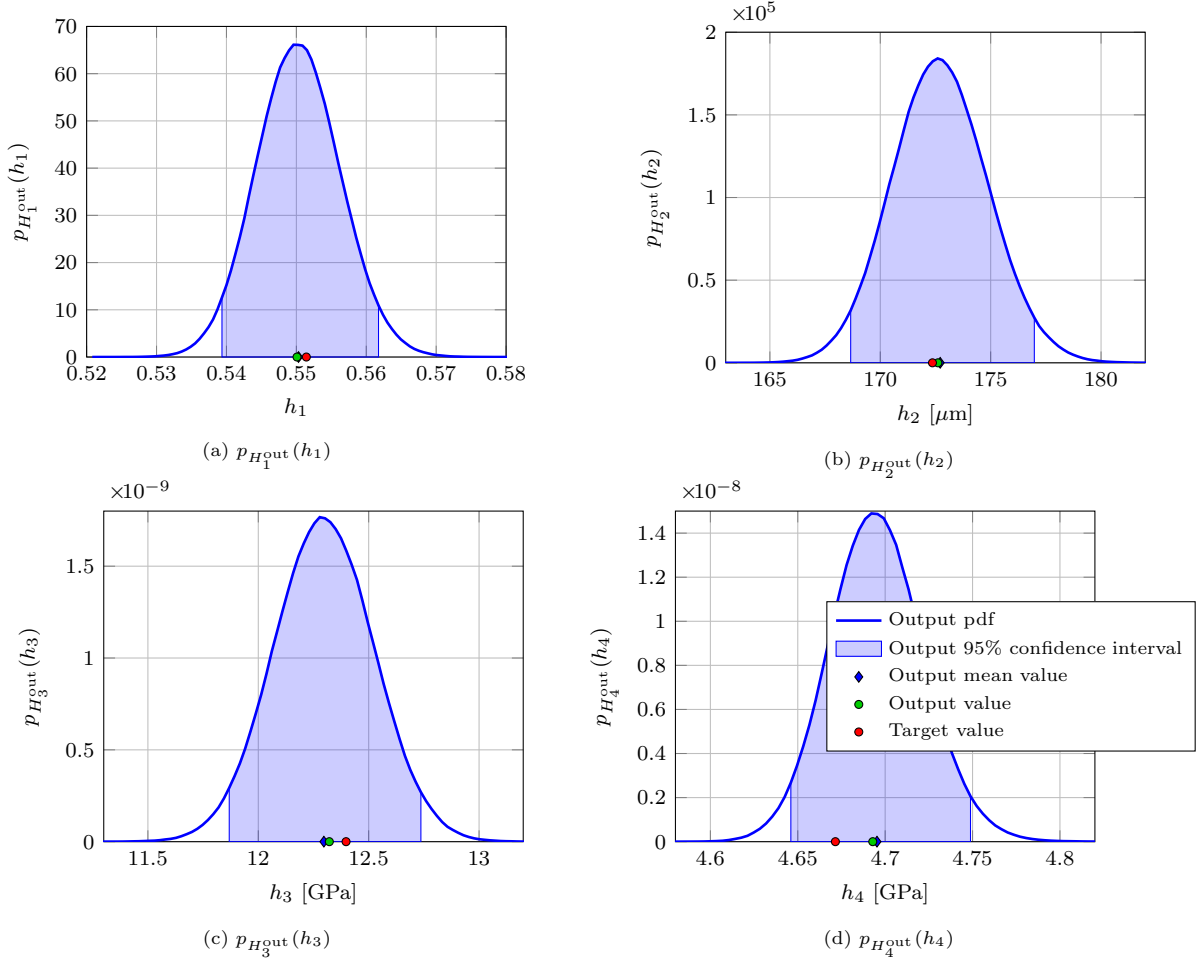 70
60
50
40
30
20
10
0
0.52 0.53 0.54 0.55 0.56 0.57 0.58
p_{H_1^{out}}(h_1)
h_1
(a) p_{H_1^{out}}(h_1)
×10^5
2
1.5
1
0.5
0
165 170 175 180
p_{H_2^{out}}(h_2)
h_2 [μm]
(b) p_{H_2^{out}}(h_2)
×10^{−9}
1.5
1
0.5
0
11.5 12 12.5 13
p_{H_3^{out}}(h_3)
h_3 [GPa]
(c) p_{H_3^{out}}(h_3)
×10^{−8}
1.4
1.2
1
0.8
0.6
0.4
0.2
0
4.6 4.65 4.7 4.75 4.8
p_{H_4^{out}}(h_4)
h_4 [GPa]
Output pdf
Output 95% confidence interval
Output mean value
Output value
Target value
(d) p_{H_4^{out}}(h_4)